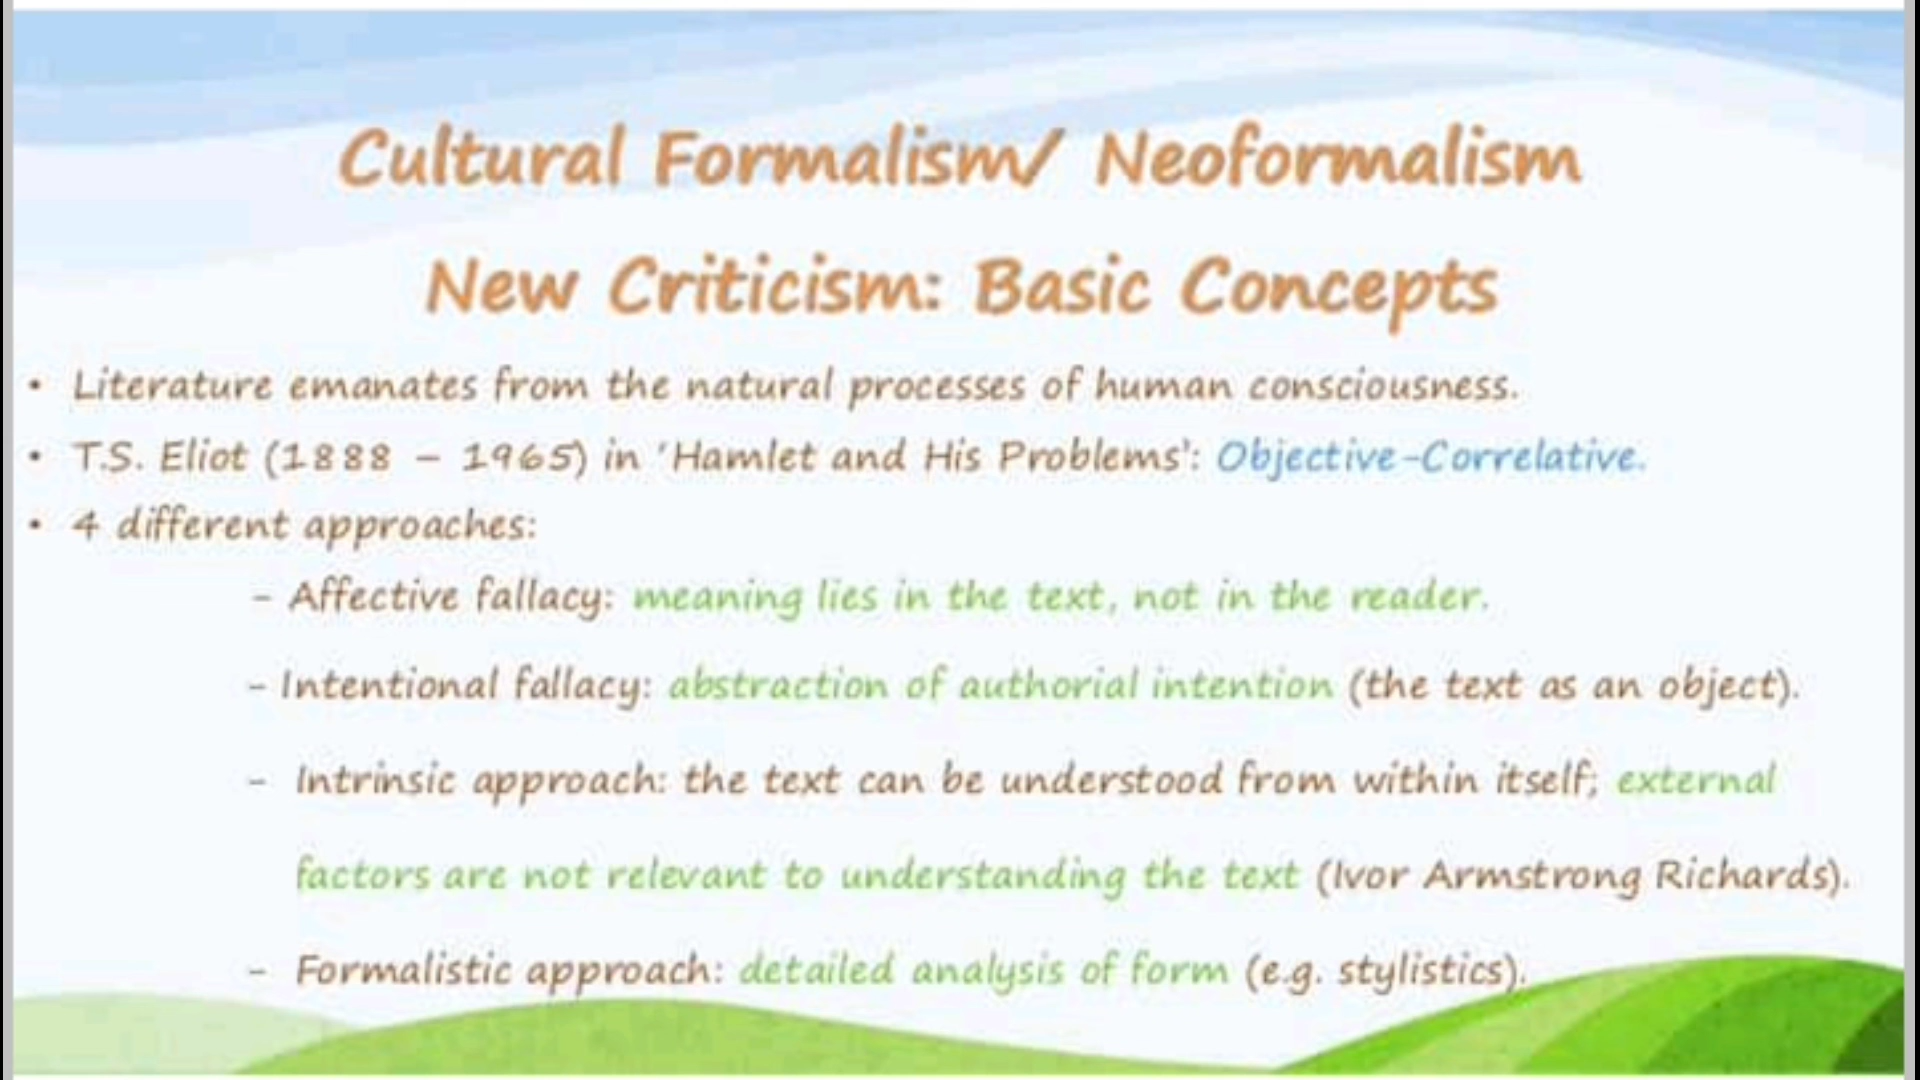 Cultural Formalism/ Neoformalism
New Criticism: Basic Concepts
• Literature emanates from the natural processes of human consciousness.
• T.S. Eliot (1888 – 1965) in 'Hamlet and His Problems': Objective-Correlative.
• 4 different approaches:
- Affective fallacy: meaning lies in the text, not in the reader.
- Intentional fallacy: abstraction of authorial intention (the text as an object).
- Intrinsic approach: the text can be understood from within itself; external
factors are not relevant to understanding the text (Ivor Armstrong Richards).
- Formalistic approach: detailed analysis of form (e.g. stylistics).